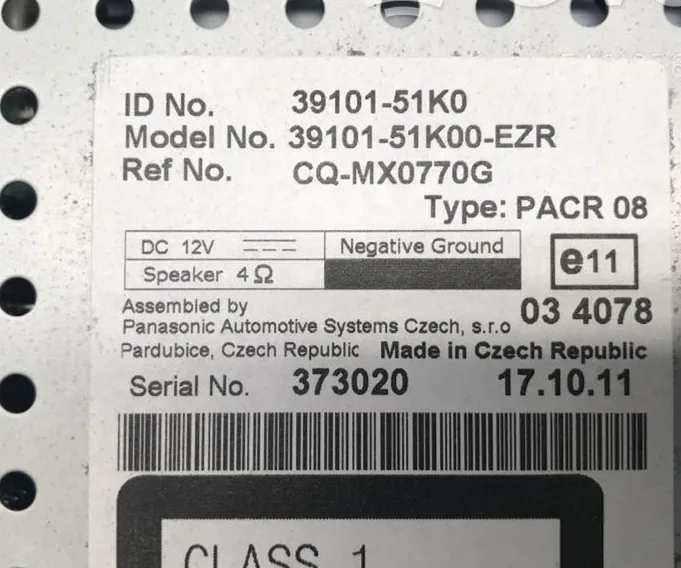 ID No. 39101-51K0
Model No. 39101-51K00-EZR
Ref No. CQ-MX0770G
Type: PACR 08
DC 12V Negative Ground
Speaker 4Ω
e11
Assembled by 03 4078
Panasonic Automotive Systems Czech, s.r.o
Pardubice, Czech Republic Made in Czech Republic
Serial No. 373020 17.10.11
CLASS 1